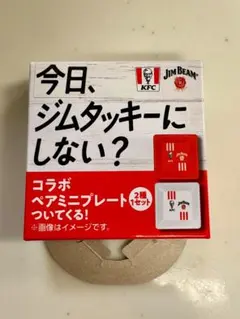 KFC
JIM BEAM
今日、
ジムタッキーに
しない?
コラボ
ペアミニプレート
ついてくる!
2種
1セット
※画像はイメージです。